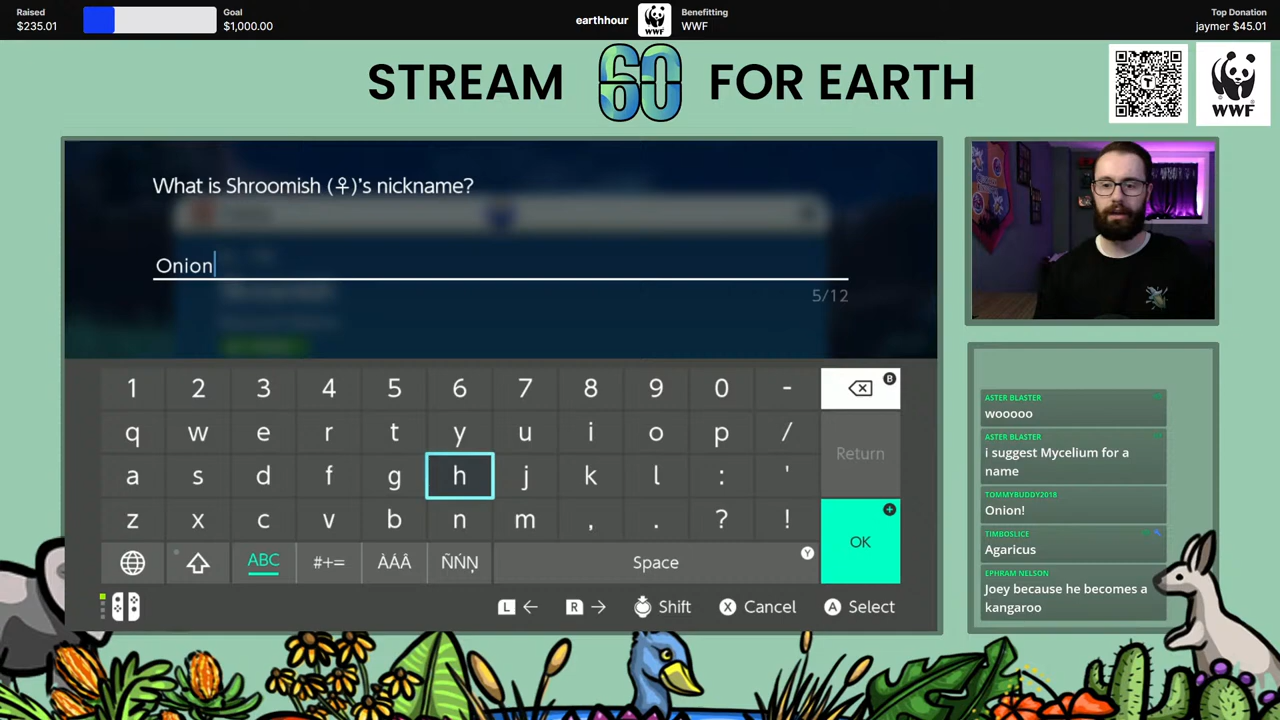 Raised
$235.01
Goal
$1,000.00
earthhour
WWF
Benefitting
WWF
Top Donation
jaymer $45.01
STREAM 60 FOR EARTH
WWF
What is Shroomish (♀)'s nickname?
Onion
5/12
1 2 3 4 5 6 7 8 9 0 -
B
q w e r t y u i o p /
Return
a s d f g h j k l : '
z x c v b n m , . ? !
+
OK
ABC #+= ÀÁÂ ÑŃŅ Space
Y
L ← R → Shift X Cancel A Select
ASTER BLASTER
wooooo
ASTER BLASTER
i suggest Mycelium for a
name
TOMMYBUDDY2018
Onion!
TIMBOSLICE
Agaricus
EPHRAM NELSON
Joey because he becomes a
kangaroo